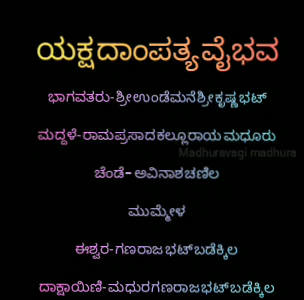 ಯಕ್ಷದಾಂಪತ್ಯವೈಭವ
ಭಾಗವತರು-ಶ್ರೀಉಂಡೆಮನೆಶ್ರೀಕೃಷ್ಣಭಟ್
ಮದ್ದಳೆ-ರಾಮಪ್ರಸಾದಕಲ್ಲೂರಾಯ ಮಧೂರು
Madhuravagi madhura
ಚೆಂಡೆ- ಅವಿನಾಶಚಣಿಲ
ಮುಮ್ಮೇಳ
ಈಶ್ವರ-ಗಣರಾಜ ಭಟ್ ಬಡೆಕ್ಕಿಲ
ದಾಕ್ಷಾಯಿಣಿ-ಮಧುರಗಣರಾಜಭಟ್ ಬಡೆಕ್ಕಿಲ